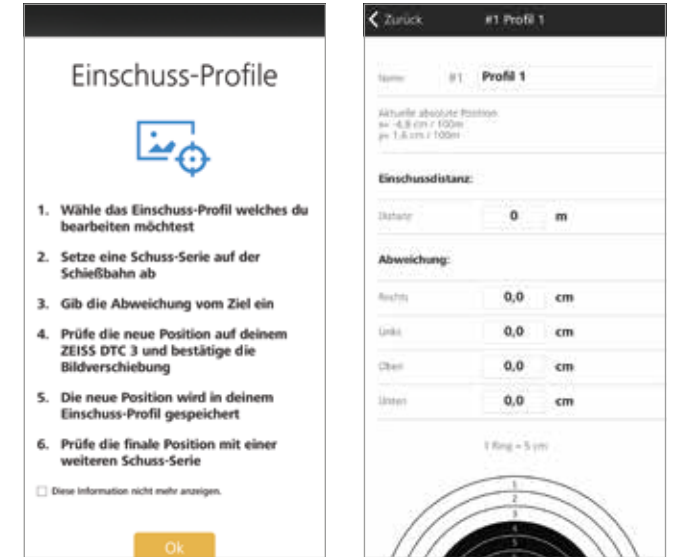 Einschuss-Profile
1. Wähle das Einschuss-Profil welches du
bearbeiten möchtest
2. Setze eine Schuss-Serie auf der
Schießbahn ab
3. Gib die Abweichung vom Ziel ein
4. Prüfe die neue Position auf deinem
ZEISS DTC 3 und bestätige die
Bildverschiebung
5. Die neue Position wird in deinem
Einschuss-Profil gespeichert
6. Prüfe die finale Position mit einer
weiteren Schuss-Serie
Diese Information nicht mehr anzeigen.
Ok
Zurück #1 Profil 1
Name #1 Profil 1
Aktuelle absolute Position
x= -4,8 cm / 100m
y= 1,6 cm / 100m
Einschussdistanz:
Distanz 0 m
Abweichung:
Rechts 0,0 cm
Links 0,0 cm
Oben 0,0 cm
Unten 0,0 cm
1 Ring = 5 cm
1
2
3
4
5